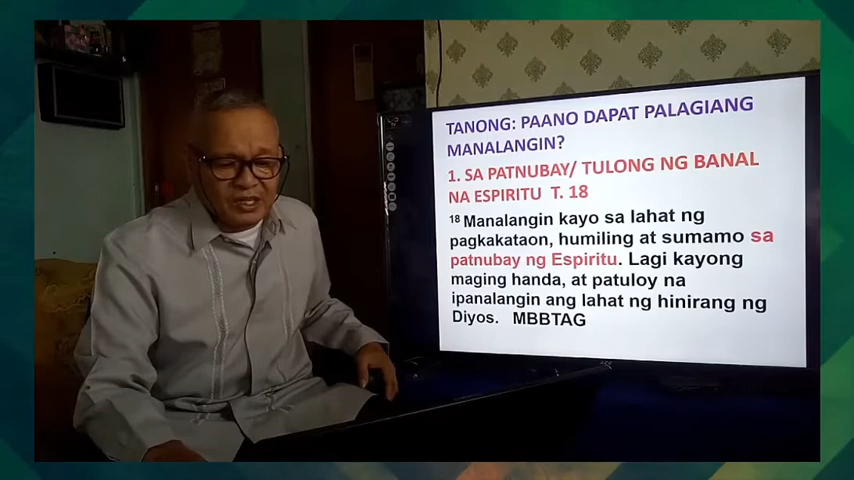 TANONG: PAANO DAPAT PALAGIANG
MANALANGIN?
1. SA PATNUBAY/ TULONG NG BANAL
NA ESPIRITU T. 18
18 Manalangin kayo sa lahat ng
pagkakataon, humiling at sumamo sa
patnubay ng Espiritu. Lagi kayong
maging handa, at patuloy na
ipanalangin ang lahat ng hinirang ng
Diyos. MBBTAG